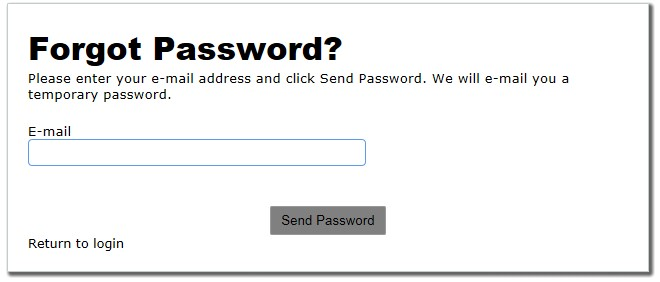 Forgot Password?
Please enter your e-mail address and click Send Password. We will e-mail you a
temporary password.
E-mail
Send Password
Return to login